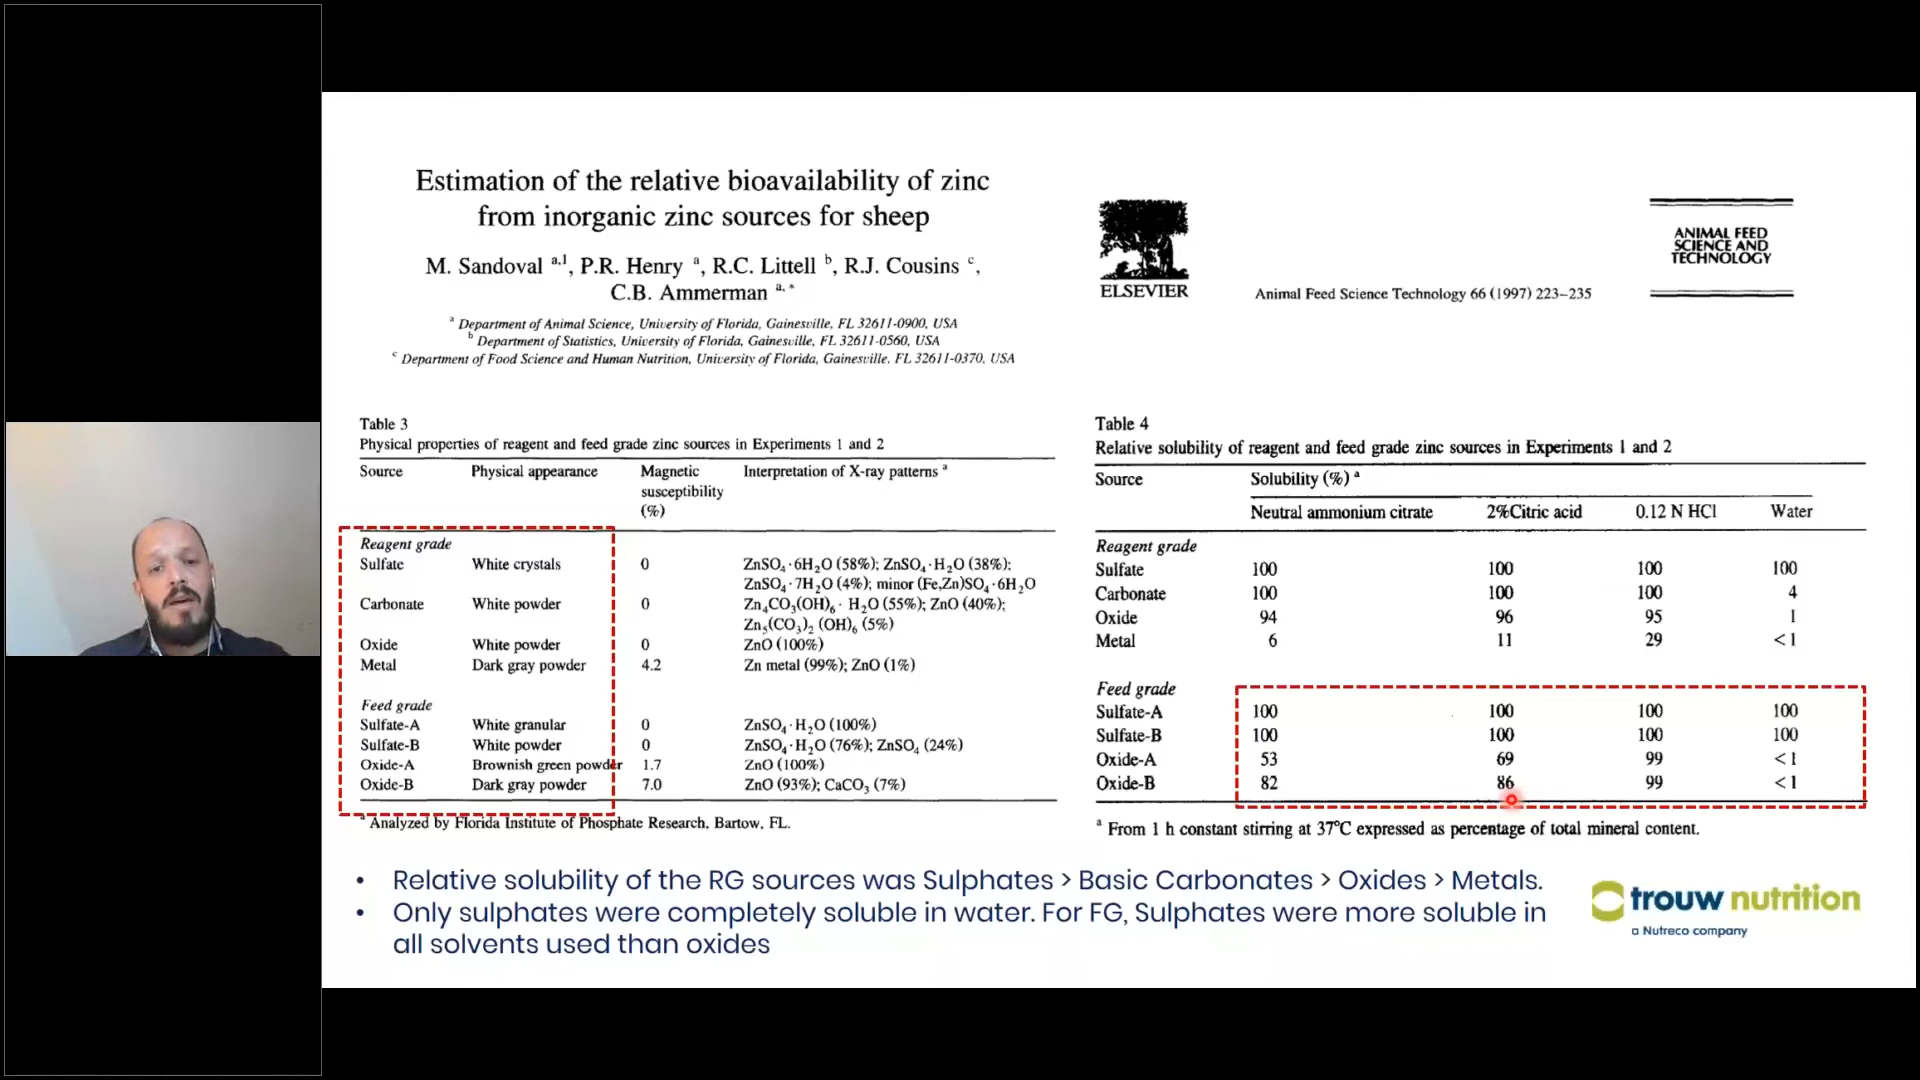 Estimation of the relative bioavailability of zinc
from inorganic zinc sources for sheep
M. Sandoval a,1, P.R. Henry a, R.C. Littell b, R.J. Cousins c,
C.B. Ammerman a,*
a Department of Animal Science, University of Florida, Gainesville, FL 32611-0900, USA
b Department of Statistics, University of Florida, Gainesville, FL 32611-0560, USA
c Department of Food Science and Human Nutrition, University of Florida, Gainesville, FL 32611-0370, USA
ELSEVIER
Animal Feed Science Technology 66 (1997) 223–235
ANIMAL FEED
SCIENCE AND
TECHNOLOGY
Table 3
Physical properties of reagent and feed grade zinc sources in Experiments 1 and 2
Source Physical appearance Magnetic susceptibility (%) Interpretation of X-ray patterns a
Reagent grade
Sulfate White crystals 0 ZnSO4·6H2O (58%); ZnSO4·H2O (38%);
ZnSO4·7H2O (4%); minor (Fe,Zn)SO4·6H2O
Carbonate White powder 0 Zn4CO3(OH)6·H2O (55%); ZnO (40%);
Zn5(CO3)2(OH)6 (5%)
Oxide White powder 0 ZnO (100%)
Metal Dark gray powder 4.2 Zn metal (99%); ZnO (1%)
Feed grade
Sulfate-A White granular 0 ZnSO4·H2O (100%)
Sulfate-B White powder 0 ZnSO4·H2O (76%); ZnSO4 (24%)
Oxide-A Brownish green powder 1.7 ZnO (100%)
Oxide-B Dark gray powder 7.0 ZnO (93%); CaCO3 (7%)
a Analyzed by Florida Institute of Phosphate Research, Bartow, FL.
Table 4
Relative solubility of reagent and feed grade zinc sources in Experiments 1 and 2
Source Solubility (%) a
Neutral ammonium citrate 2%Citric acid 0.12 N HCl Water
Reagent grade
Sulfate 100 100 100 100
Carbonate 100 100 100 4
Oxide 94 96 95 1
Metal 6 11 29 <1
Feed grade
Sulfate-A 100 100 100 100
Sulfate-B 100 100 100 100
Oxide-A 53 69 99 <1
Oxide-B 82 86 99 <1
a From 1 h constant stirring at 37°C expressed as percentage of total mineral content.
• Relative solubility of the RG sources was Sulphates > Basic Carbonates > Oxides > Metals.
• Only sulphates were completely soluble in water. For FG, Sulphates were more soluble in
all solvents used than oxides
trouw nutrition
a Nutreco company